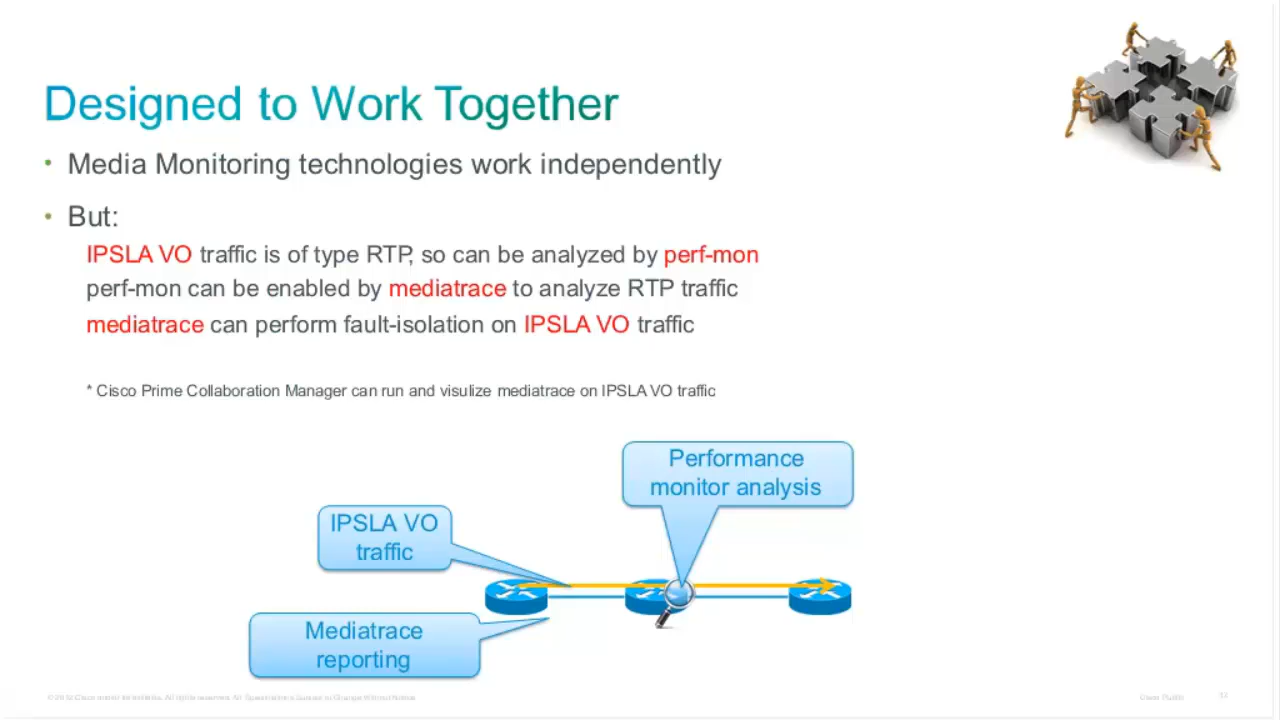 Designed to Work Together
• Media Monitoring technologies work independently
• But:
IPSLA VO traffic is of type RTP, so can be analyzed by perf-mon
perf-mon can be enabled by mediatrace to analyze RTP traffic
mediatrace can perform fault-isolation on IPSLA VO traffic
* Cisco Prime Collaboration Manager can run and visulize mediatrace on IPSLA VO traffic
Performance
monitor analysis
IPSLA VO
traffic
Mediatrace
reporting
Cisco Public